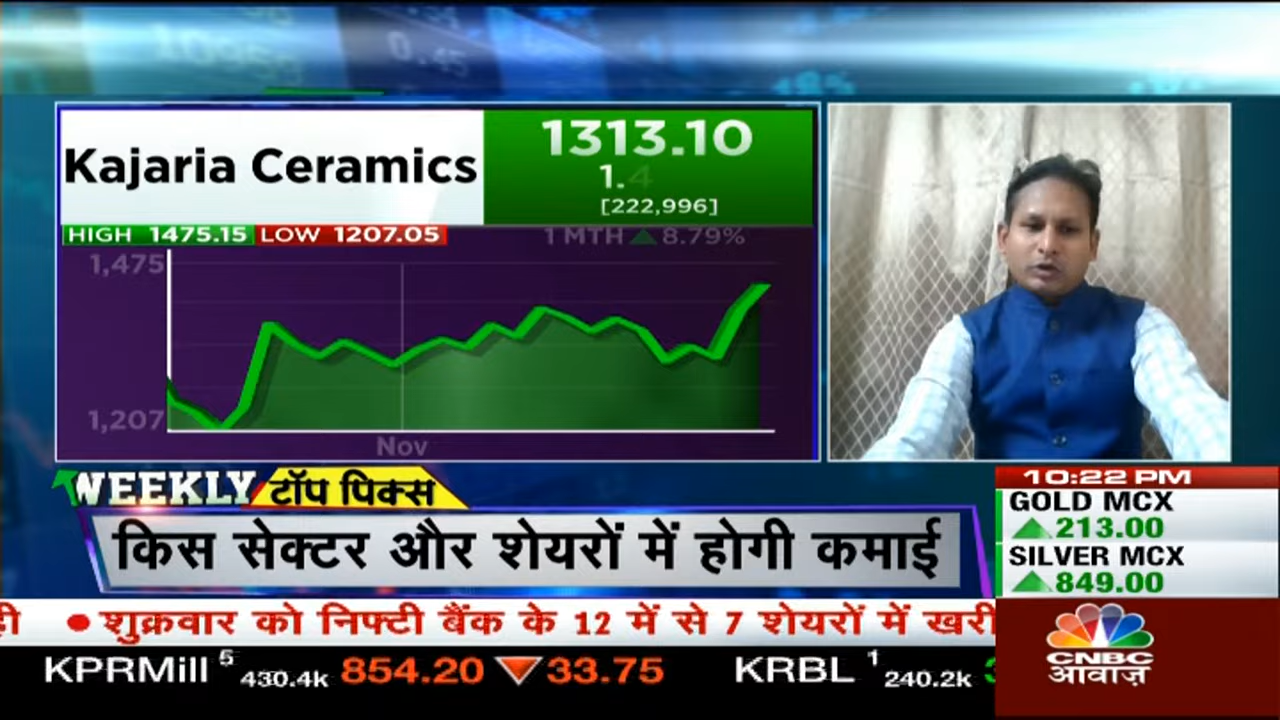 Kajaria Ceramics
1313.10
1.4
[222,996]
HIGH 1475.15 LOW 1207.05
1 MTH ▲ 8.79%
1,475
1,207
Nov
WEEKLY टॉप पिक्स
किस सेक्टर और शेयरों में होगी कमाई
10:22 PM
GOLD MCX
▲ 213.00
SILVER MCX
▲ 849.00
• शुक्रवार को निफ्टी बैंक के 12 में से 7 शेयरों में
KPRMill 5 430.4k 854.20 ▼ 33.75 KRBL 1 240.2k
CNBC
आवाज़